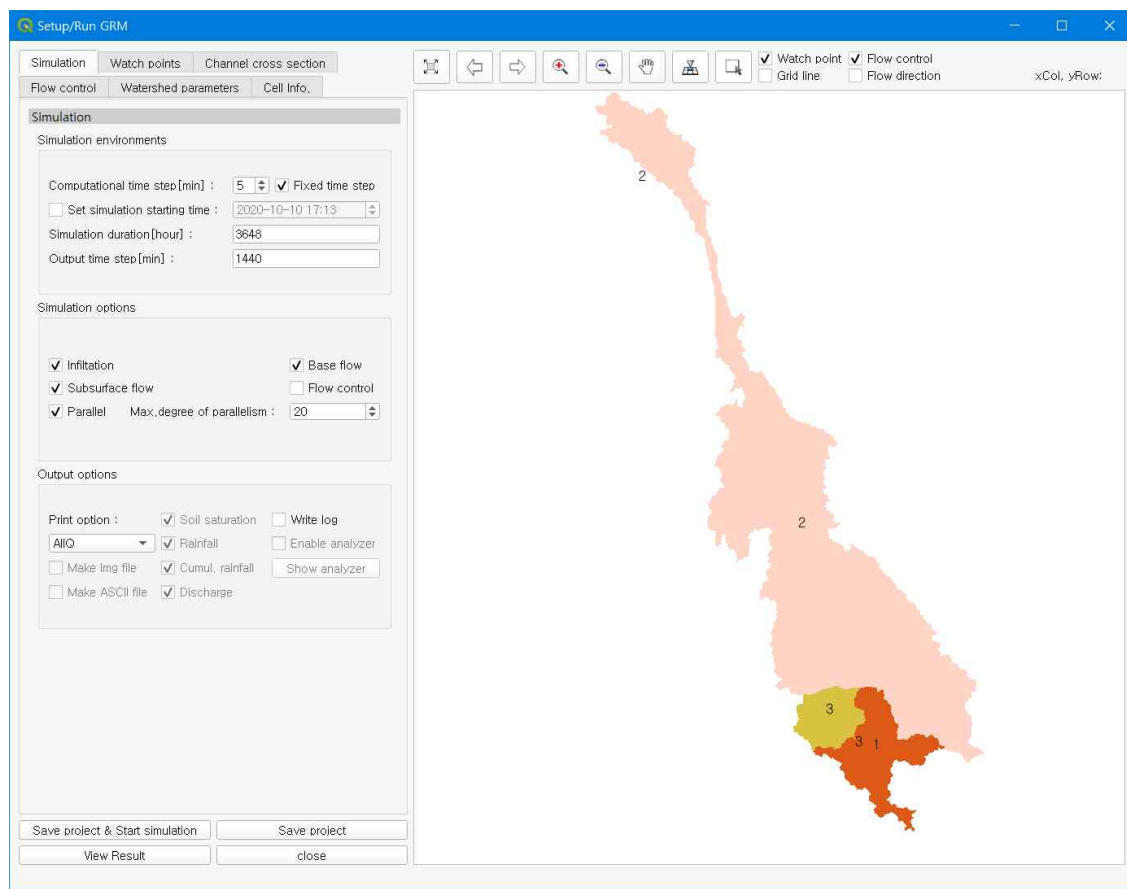 Setup/Run GRM
Simulation Watch points Channel cross section
Flow control Watershed parameters Cell Info,
Simulation
Simulation environments
Computational time step[min] : 5 Fixed time step
Set simulation starting time : 2020-10-10 17:13
Simulation duration[hour] : 3648
Output time step[min] : 1440
Simulation options
Infiltation Base flow
Subsurface flow Flow control
Parallel Max,degree of parallelism : 20
Output options
Print option : Soil saturation Write log
AllQ Rainfall Enable analyzer
Make Img file Cumul, rainfall Show analyzer
Make ASCII file Discharge
Save project & Start simulation Save project
View Result close
Watch point Flow control
Grid line Flow direction xCol, yRow:
2
2
3
3 1